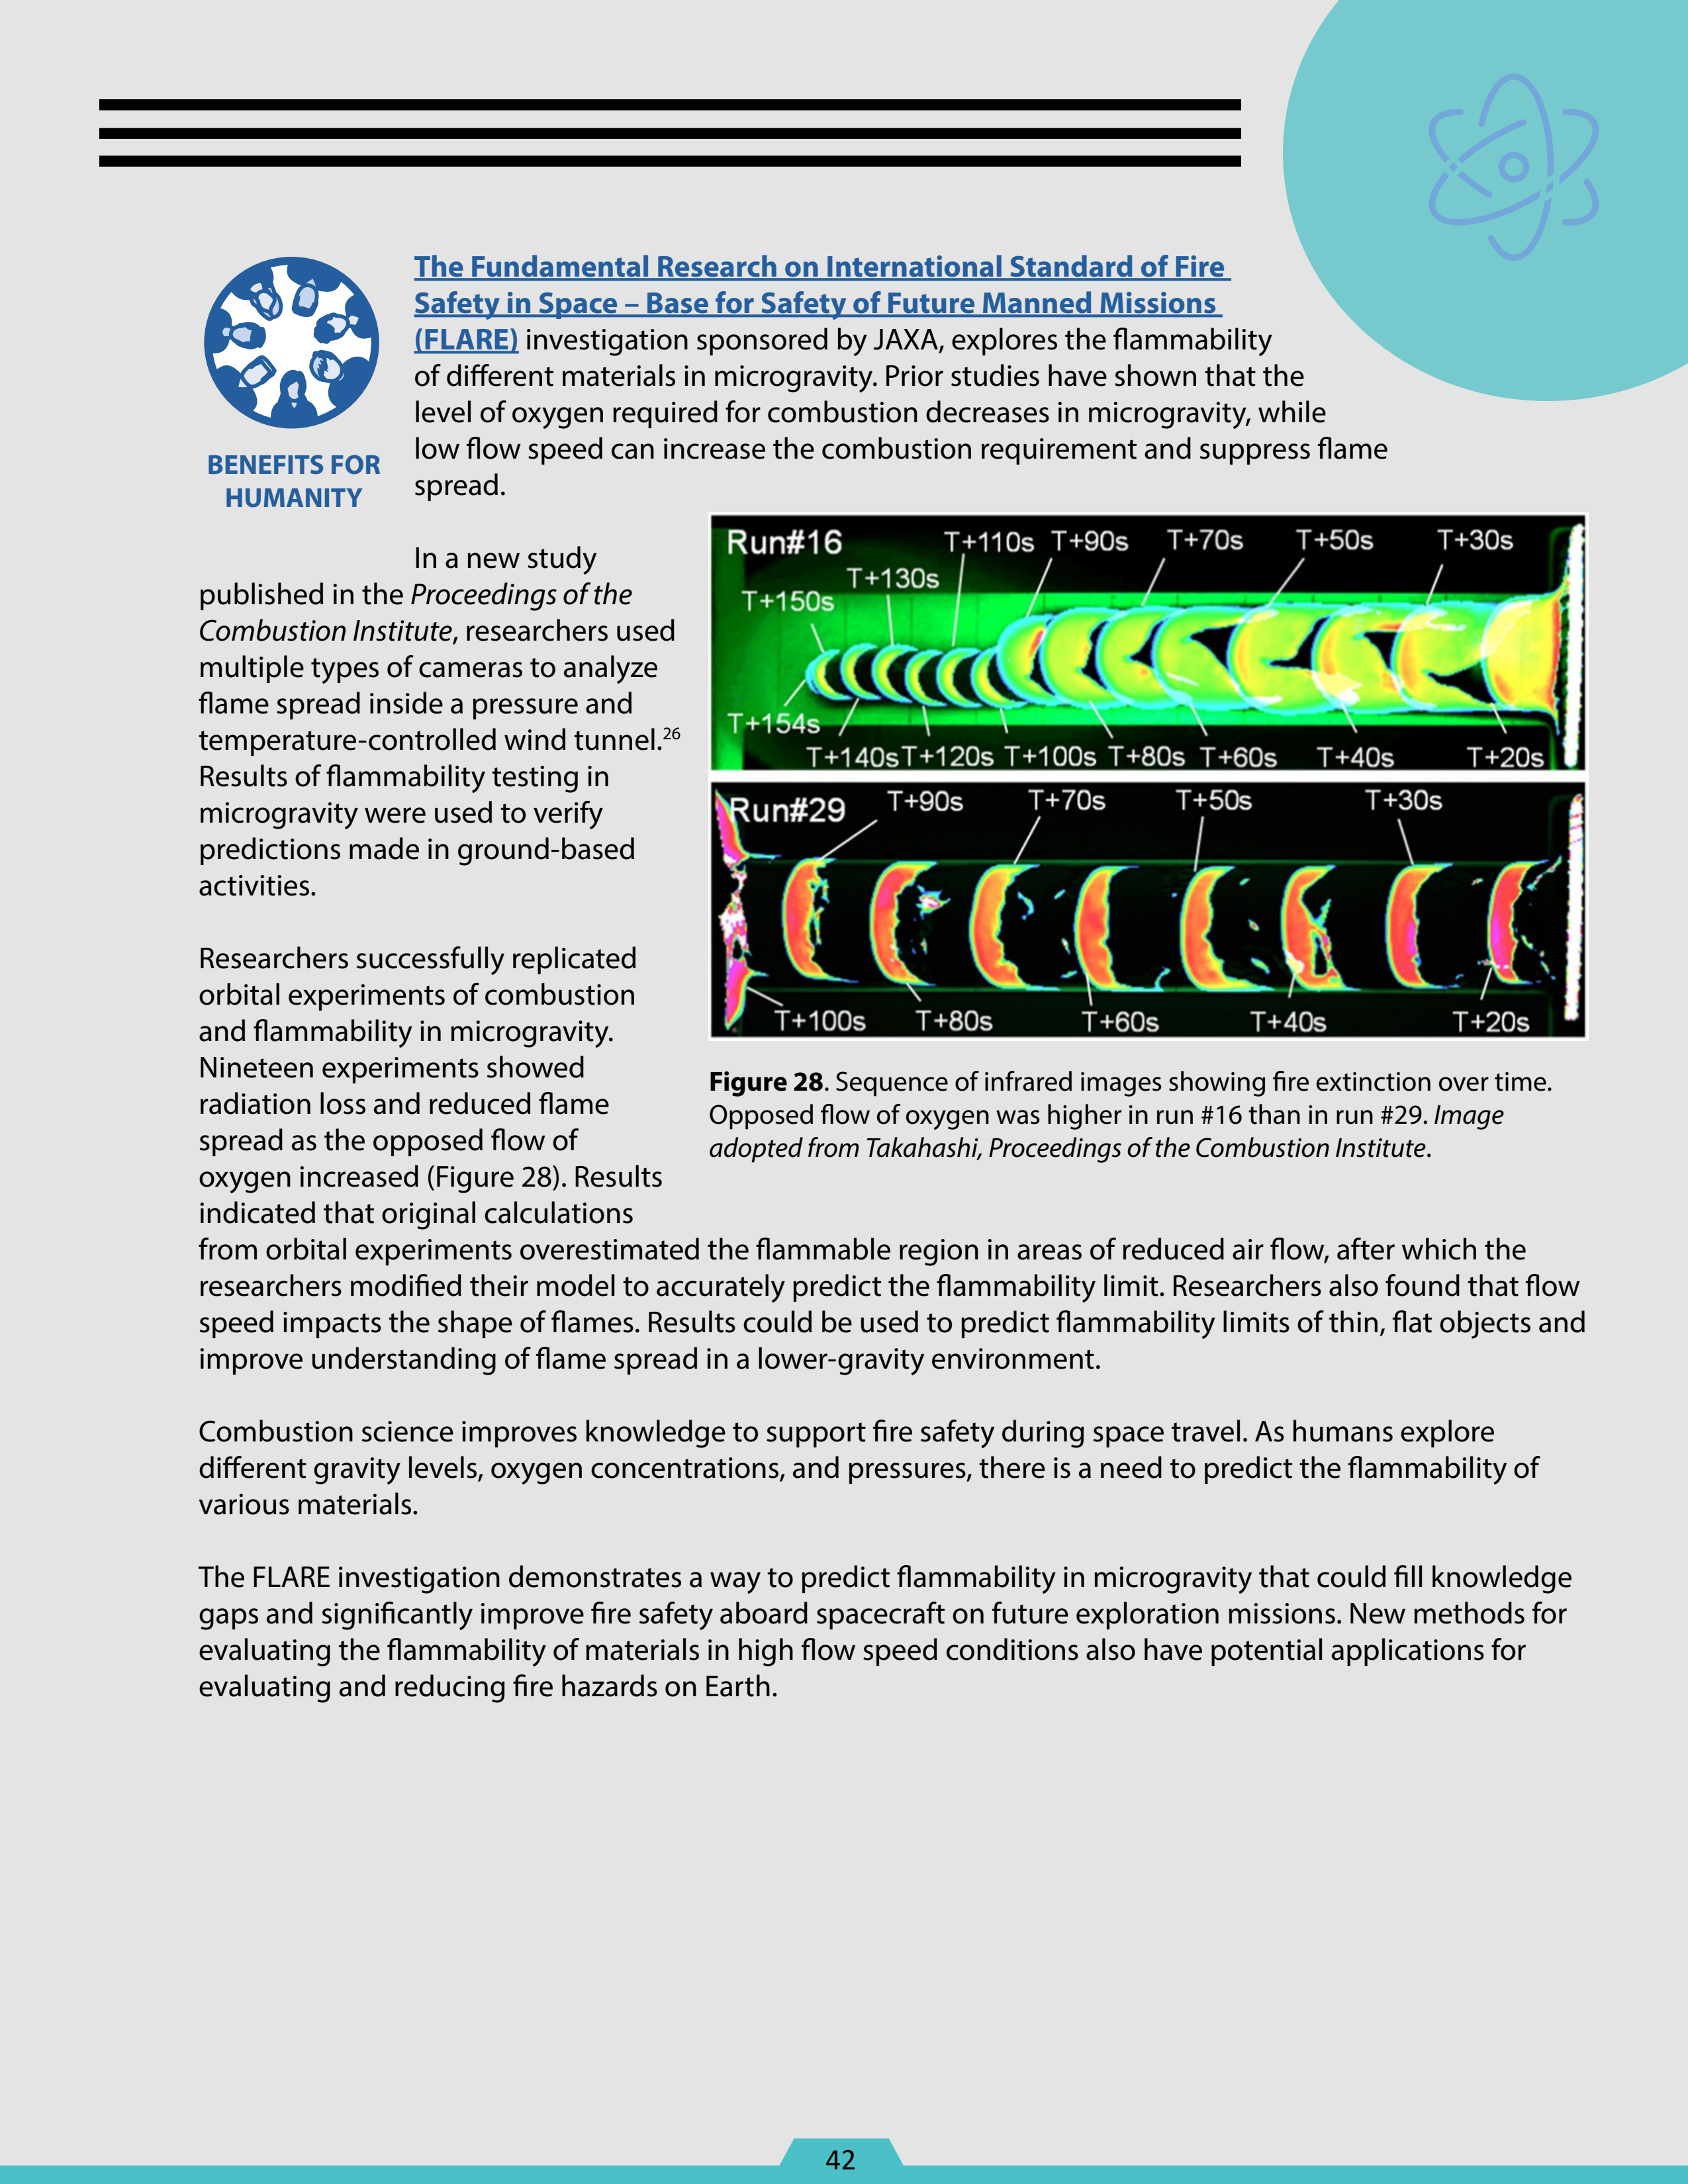 The Fundamental Research on International Standard of Fire
Safety in Space – Base for Safety of Future Manned Missions
(FLARE) investigation sponsored by JAXA, explores the flammability
of different materials in microgravity. Prior studies have shown that the
level of oxygen required for combustion decreases in microgravity, while
low flow speed can increase the combustion requirement and suppress flame
spread.
BENEFITS FOR
HUMANITY
In a new study
published in the Proceedings of the
Combustion Institute, researchers used
multiple types of cameras to analyze
flame spread inside a pressure and
temperature-controlled wind tunnel.26
Results of flammability testing in
microgravity were used to verify
predictions made in ground-based
activities.
Researchers successfully replicated
orbital experiments of combustion
and flammability in microgravity.
Nineteen experiments showed
radiation loss and reduced flame
spread as the opposed flow of
oxygen increased (Figure 28). Results
indicated that original calculations
from orbital experiments overestimated the flammable region in areas of reduced air flow, after which the
researchers modified their model to accurately predict the flammability limit. Researchers also found that flow
speed impacts the shape of flames. Results could be used to predict flammability limits of thin, flat objects and
improve understanding of flame spread in a lower-gravity environment.
Run#16
T+110s T+90s T+70s T+50s T+30s
T+130s
T+150s
T+154s
T+140s T+120s T+100s T+80s T+60s T+40s T+20s
Run#29
T+90s T+70s T+50s T+30s
T+100s T+80s T+60s T+40s T+20s
Figure 28. Sequence of infrared images showing fire extinction over time.
Opposed flow of oxygen was higher in run #16 than in run #29. Image
adopted from Takahashi, Proceedings of the Combustion Institute.
Combustion science improves knowledge to support fire safety during space travel. As humans explore
different gravity levels, oxygen concentrations, and pressures, there is a need to predict the flammability of
various materials.
The FLARE investigation demonstrates a way to predict flammability in microgravity that could fill knowledge
gaps and significantly improve fire safety aboard spacecraft on future exploration missions. New methods for
evaluating the flammability of materials in high flow speed conditions also have potential applications for
evaluating and reducing fire hazards on Earth.
42